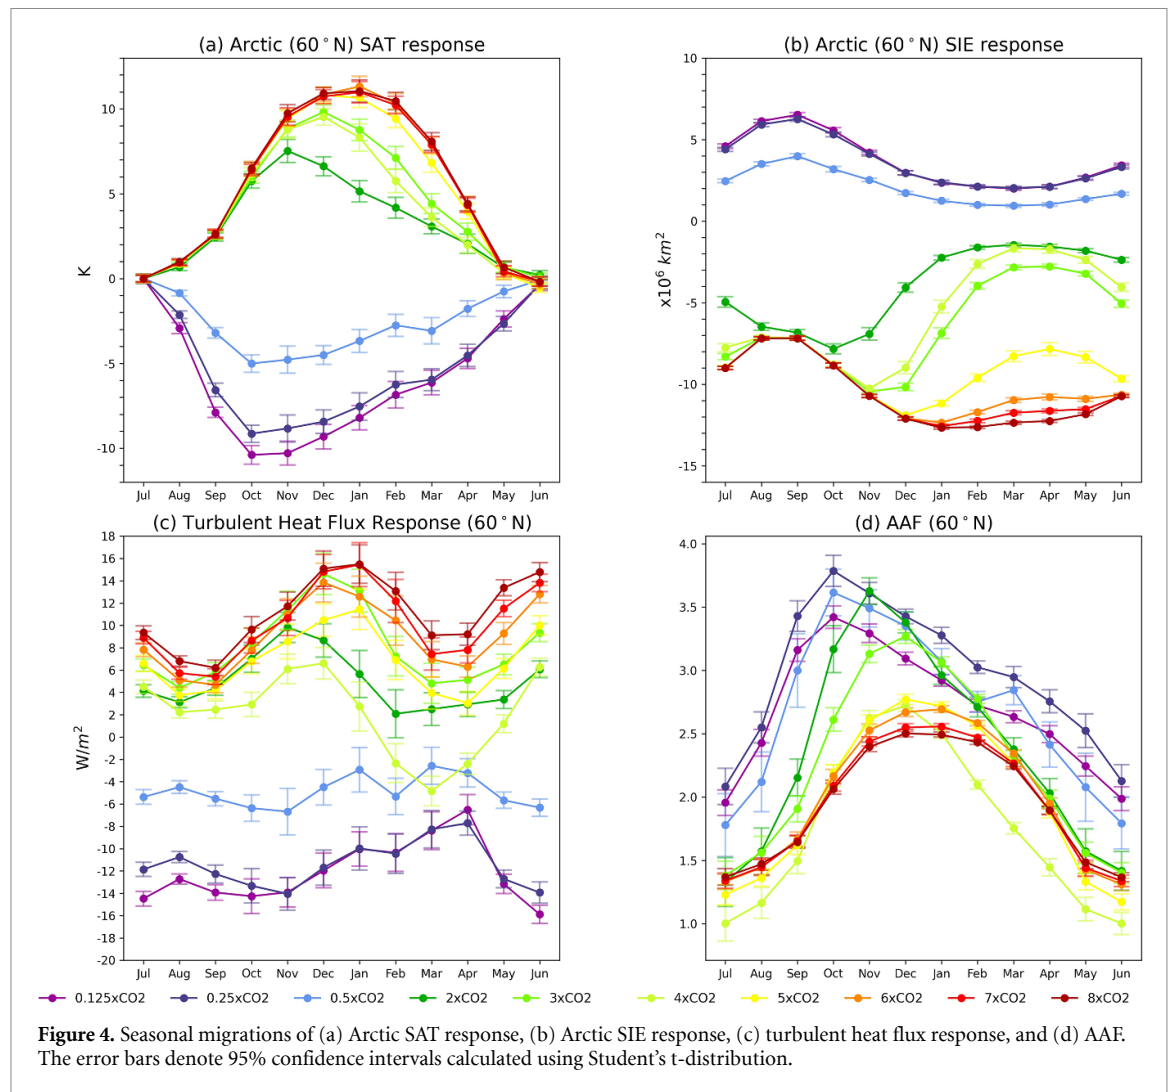 (a) Arctic (60°N) SAT response
K
10
5
0
-5
-10
Jul Aug Sep Oct Nov Dec Jan Feb Mar Apr May Jun
(b) Arctic (60°N) SIE response
x10⁶ km²
10
5
0
-5
-10
-15
Jul Aug Sep Oct Nov Dec Jan Feb Mar Apr May Jun
(c) Turbulent Heat Flux Response (60°N)
W/m²
18
16
14
12
10
8
6
4
2
0
-2
-4
-6
-8
-10
-12
-14
-16
-18
-20
Jul Aug Sep Oct Nov Dec Jan Feb Mar Apr May Jun
(d) AAF (60°N)
4.0
3.5
3.0
2.5
2.0
1.5
1.0
Jul Aug Sep Oct Nov Dec Jan Feb Mar Apr May Jun
0.125xCO2 0.25xCO2 0.5xCO2 2xCO2 3xCO2 4xCO2 5xCO2 6xCO2 7xCO2 8xCO2
Figure 4. Seasonal migrations of (a) Arctic SAT response, (b) Arctic SIE response, (c) turbulent heat flux response, and (d) AAF.
The error bars denote 95% confidence intervals calculated using Student's t-distribution.